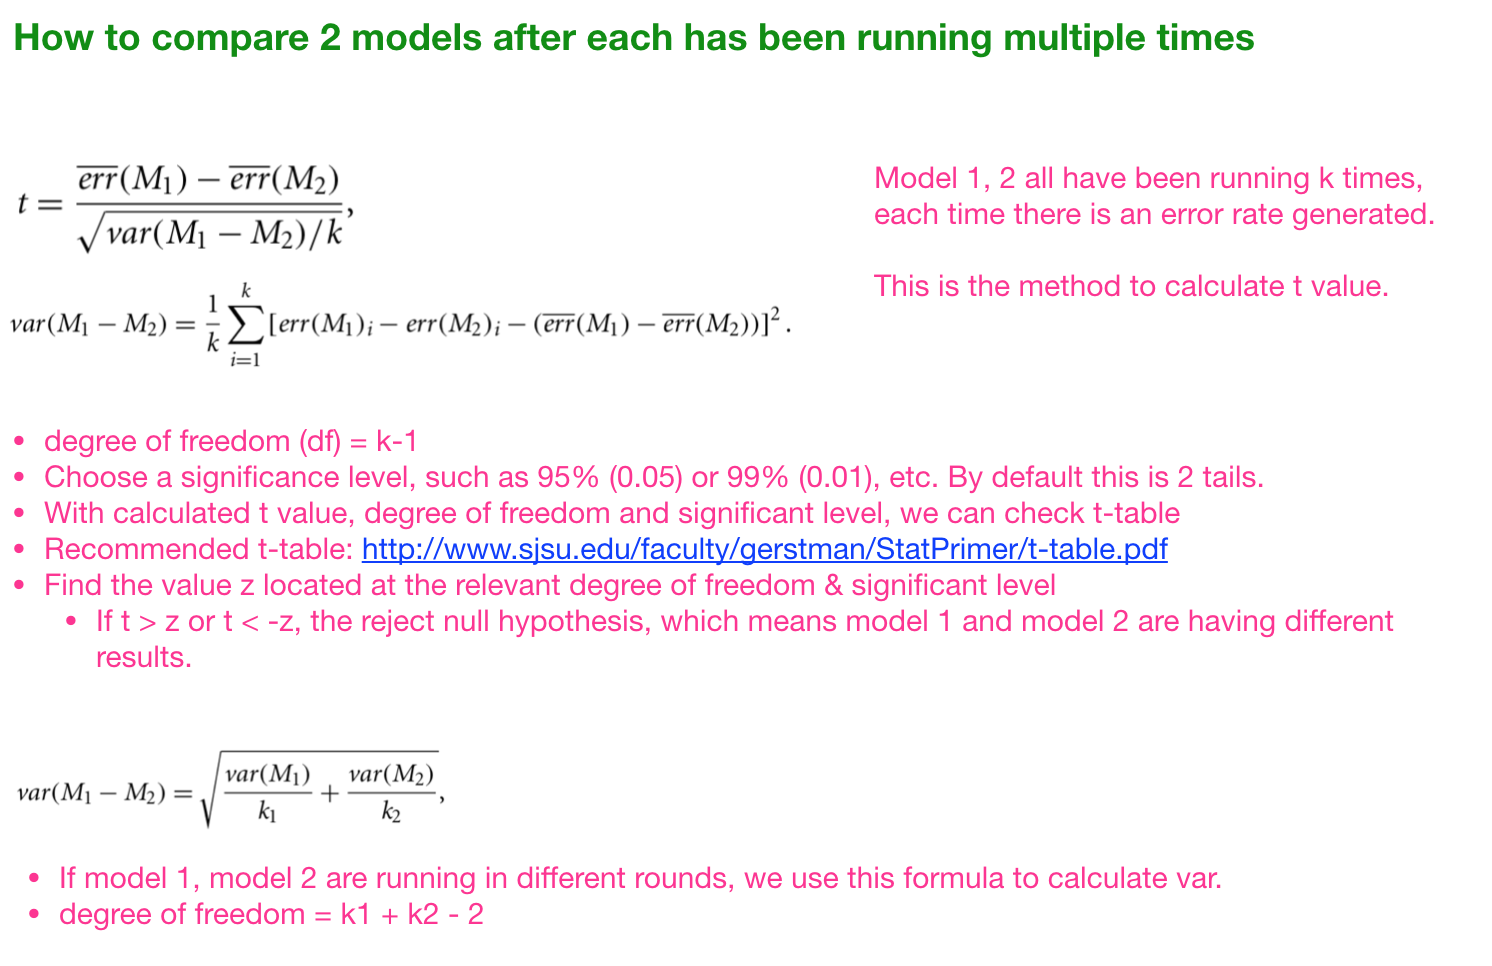 How to compare 2 models after each has been running multiple times
t = \frac{\overline{err}(M_1) - \overline{err}(M_2)}{\sqrt{var(M_1 - M_2)/k}},
Model 1, 2 all have been running k times,
each time there is an error rate generated.
This is the method to calculate t value.
var(M_1 - M_2) = \frac{1}{k} \sum_{i=1}^{k} [err(M_1)_i - err(M_2)_i - (\overline{err}(M_1) - \overline{err}(M_2))]^2.
• degree of freedom (df) = k-1
• Choose a significance level, such as 95% (0.05) or 99% (0.01), etc. By default this is 2 tails.
• With calculated t value, degree of freedom and significant level, we can check t-table
• Recommended t-table: http://www.sjsu.edu/faculty/gerstman/StatPrimer/t-table.pdf
• Find the value z located at the relevant degree of freedom & significant level
• If t > z or t < -z, the reject null hypothesis, which means model 1 and model 2 are having different
results.
var(M_1 - M_2) = \sqrt{\frac{var(M_1)}{k_1} + \frac{var(M_2)}{k_2}},
• If model 1, model 2 are running in different rounds, we use this formula to calculate var.
• degree of freedom = k1 + k2 - 2